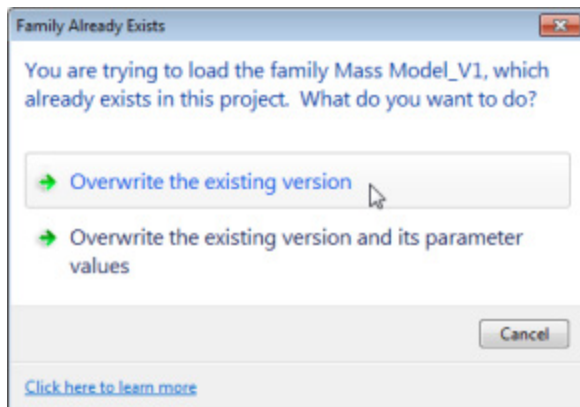 Family Already Exists
You are trying to load the family Mass Model_V1, which
already exists in this project. What do you want to do?
Overwrite the existing version
Overwrite the existing version and its parameter
values
Cancel
Click here to learn more